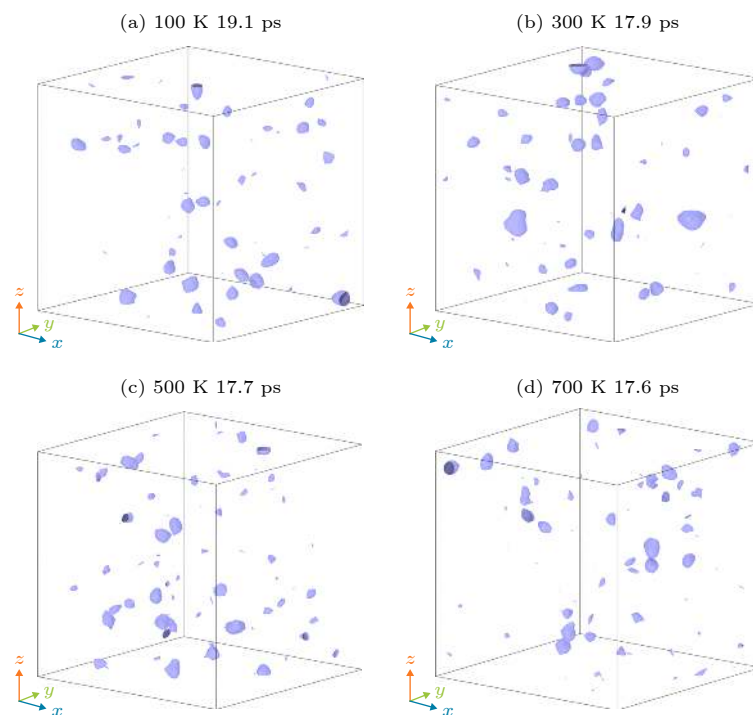 (a) 100 K 19.1 ps
(b) 300 K 17.9 ps
z
y
x
z
y
x
(c) 500 K 17.7 ps
(d) 700 K 17.6 ps
z
y
x
z
y
x